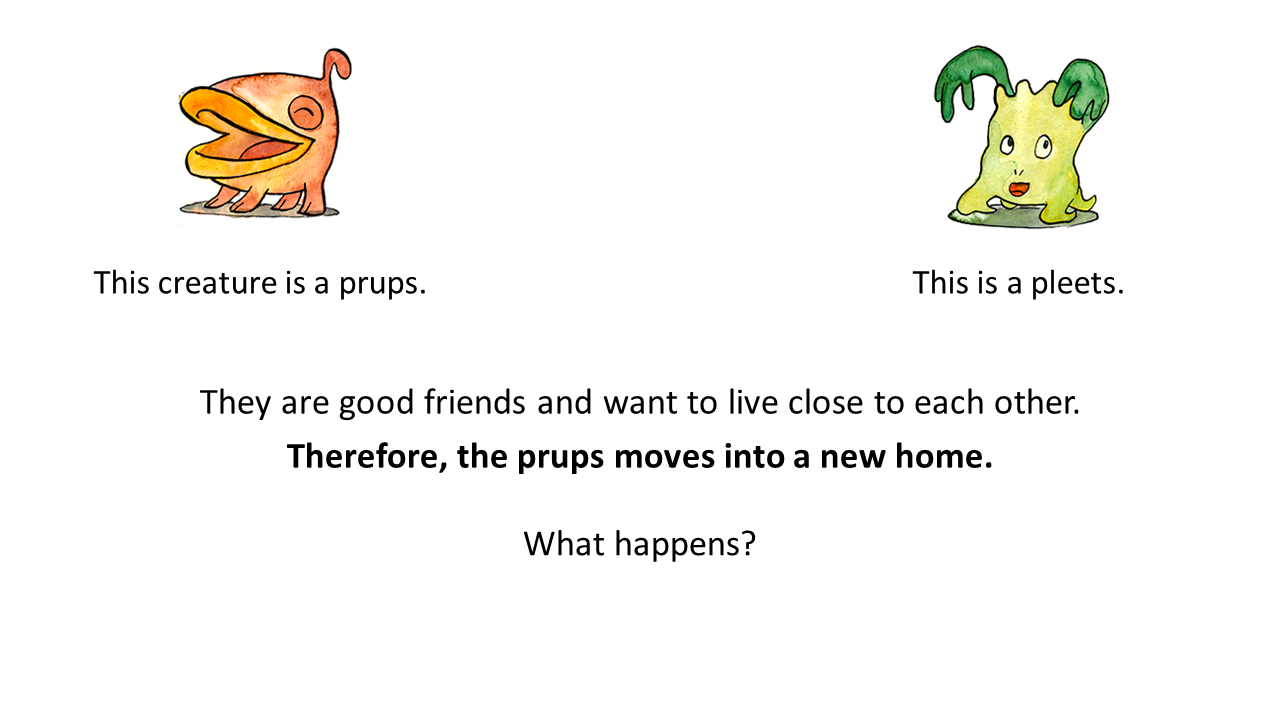 This creature is a prups.
This is a pleets.
They are good friends and want to live close to each other.
Therefore, the prups moves into a new home.
What happens?